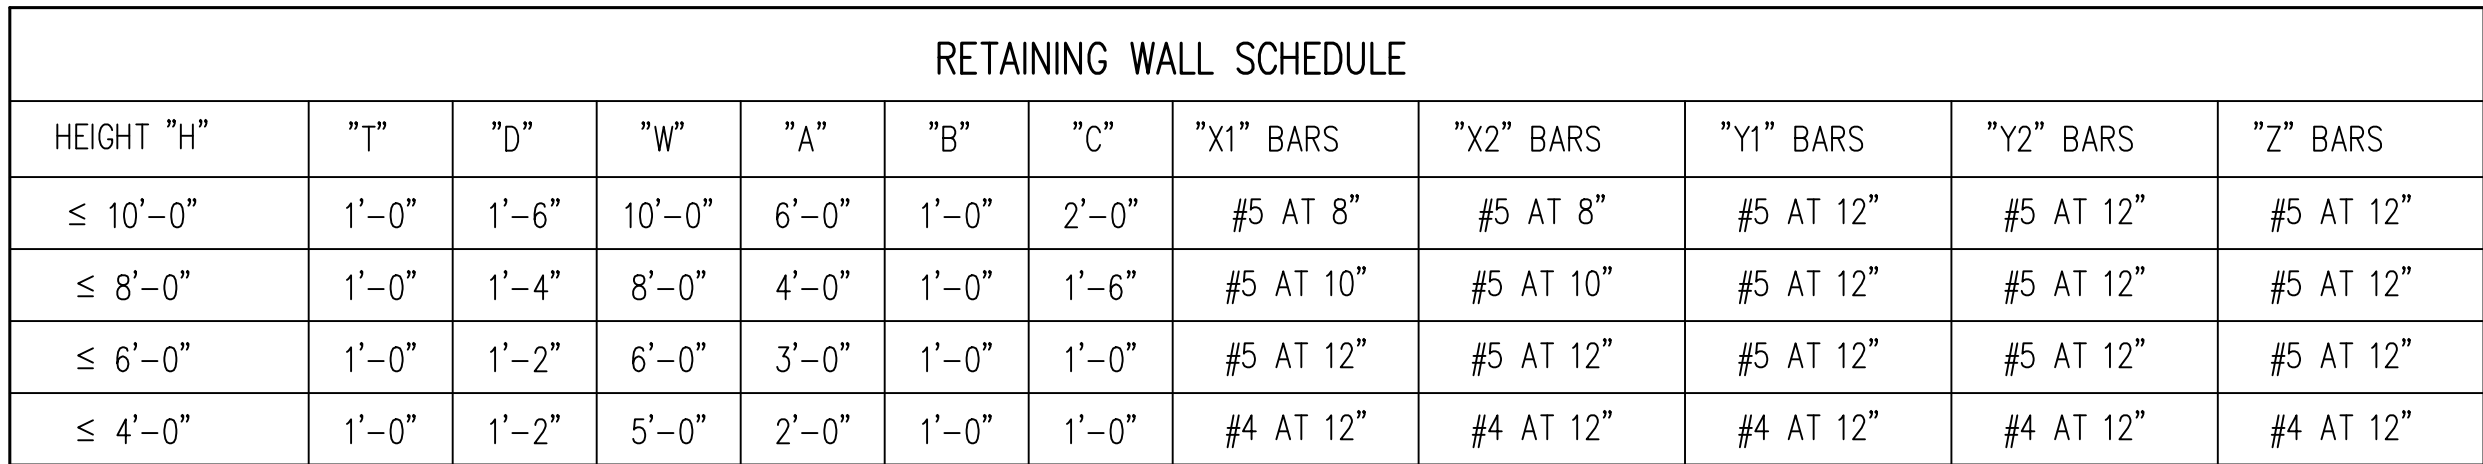 RETAINING WALL SCHEDULE
HEIGHT "H" "T" "D" "W" "A" "B" "C" "X1" BARS "X2" BARS "Y1" BARS "Y2" BARS "Z" BARS
≤ 10'-0" 1'-0" 1'-6" 10'-0" 6'-0" 1'-0" 2'-0" #5 AT 8" #5 AT 8" #5 AT 12" #5 AT 12" #5 AT 12"
≤ 8'-0" 1'-0" 1'-4" 8'-0" 4'-0" 1'-0" 1'-6" #5 AT 10" #5 AT 10" #5 AT 12" #5 AT 12" #5 AT 12"
≤ 6'-0" 1'-0" 1'-2" 6'-0" 3'-0" 1'-0" 1'-0" #5 AT 12" #5 AT 12" #5 AT 12" #5 AT 12" #5 AT 12"
≤ 4'-0" 1'-0" 1'-2" 5'-0" 2'-0" 1'-0" 1'-0" #4 AT 12" #4 AT 12" #4 AT 12" #4 AT 12" #4 AT 12"